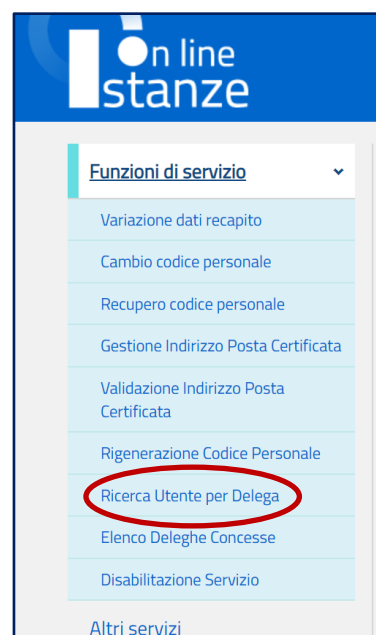 On line
Istanze
Funzioni di servizio
Variazione dati recapito
Cambio codice personale
Recupero codice personale
Gestione Indirizzo Posta Certificata
Validazione Indirizzo Posta
Certificata
Rigenerazione Codice Personale
Ricerca Utente per Delega
Elenco Deleghe Concesse
Disabilitazione Servizio
Altri servizi